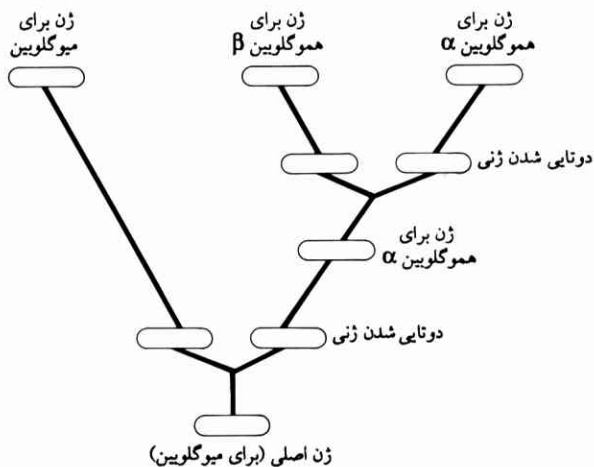 ژن برای
هموگلوبین α
ژن برای
هموگلوبین β
ژن برای
میوگلوبین
دوتایی شدن ژنی
ژن برای
هموگلوبین α
دوتایی شدن ژنی
ژن اصلی (برای میوگلوبین)